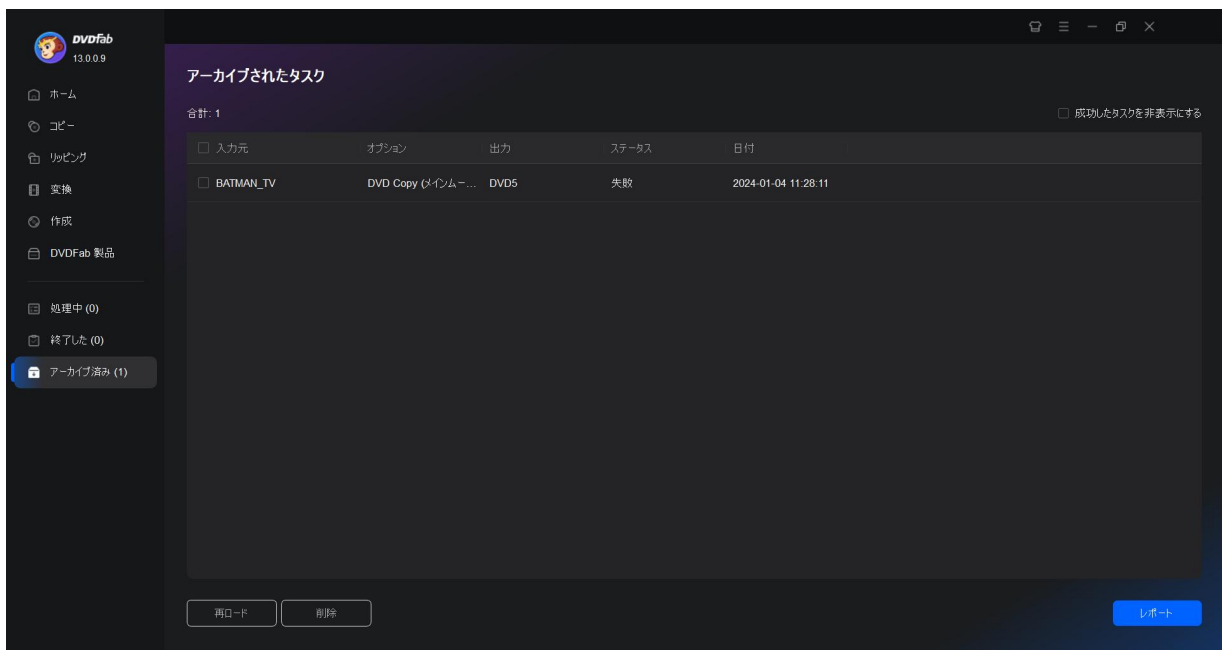 DVDFab
13.0.0.9
ホーム
コピー
リッピング
変換
作成
DVDFab 製品
処理中 (0)
終了した (0)
アーカイブ済み (1)
アーカイブされたタスク
合計: 1
成功したタスクを非表示にする
入力元 オプション 出力 ステータス 日付
BATMAN_TV DVD Copy (メインムー... DVD5 失敗 2024-01-04 11:28:11
再ロード 削除 レポート